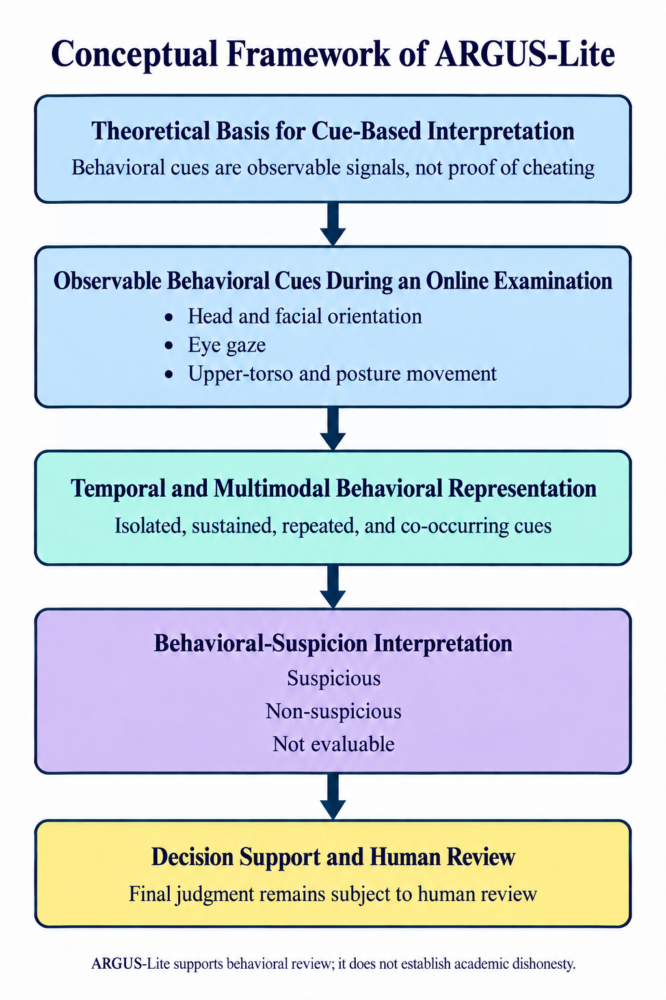 Conceptual Framework of ARGUS-Lite
Theoretical Basis for Cue-Based Interpretation
Behavioral cues are observable signals, not proof of cheating
Observable Behavioral Cues During an Online Examination
• Head and facial orientation
• Eye gaze
• Upper-torso and posture movement
Temporal and Multimodal Behavioral Representation
Isolated, sustained, repeated, and co-occurring cues
Behavioral-Suspicion Interpretation
Suspicious
Non-suspicious
Not evaluable
Decision Support and Human Review
Final judgment remains subject to human review
ARGUS-Lite supports behavioral review; it does not establish academic dishonesty.